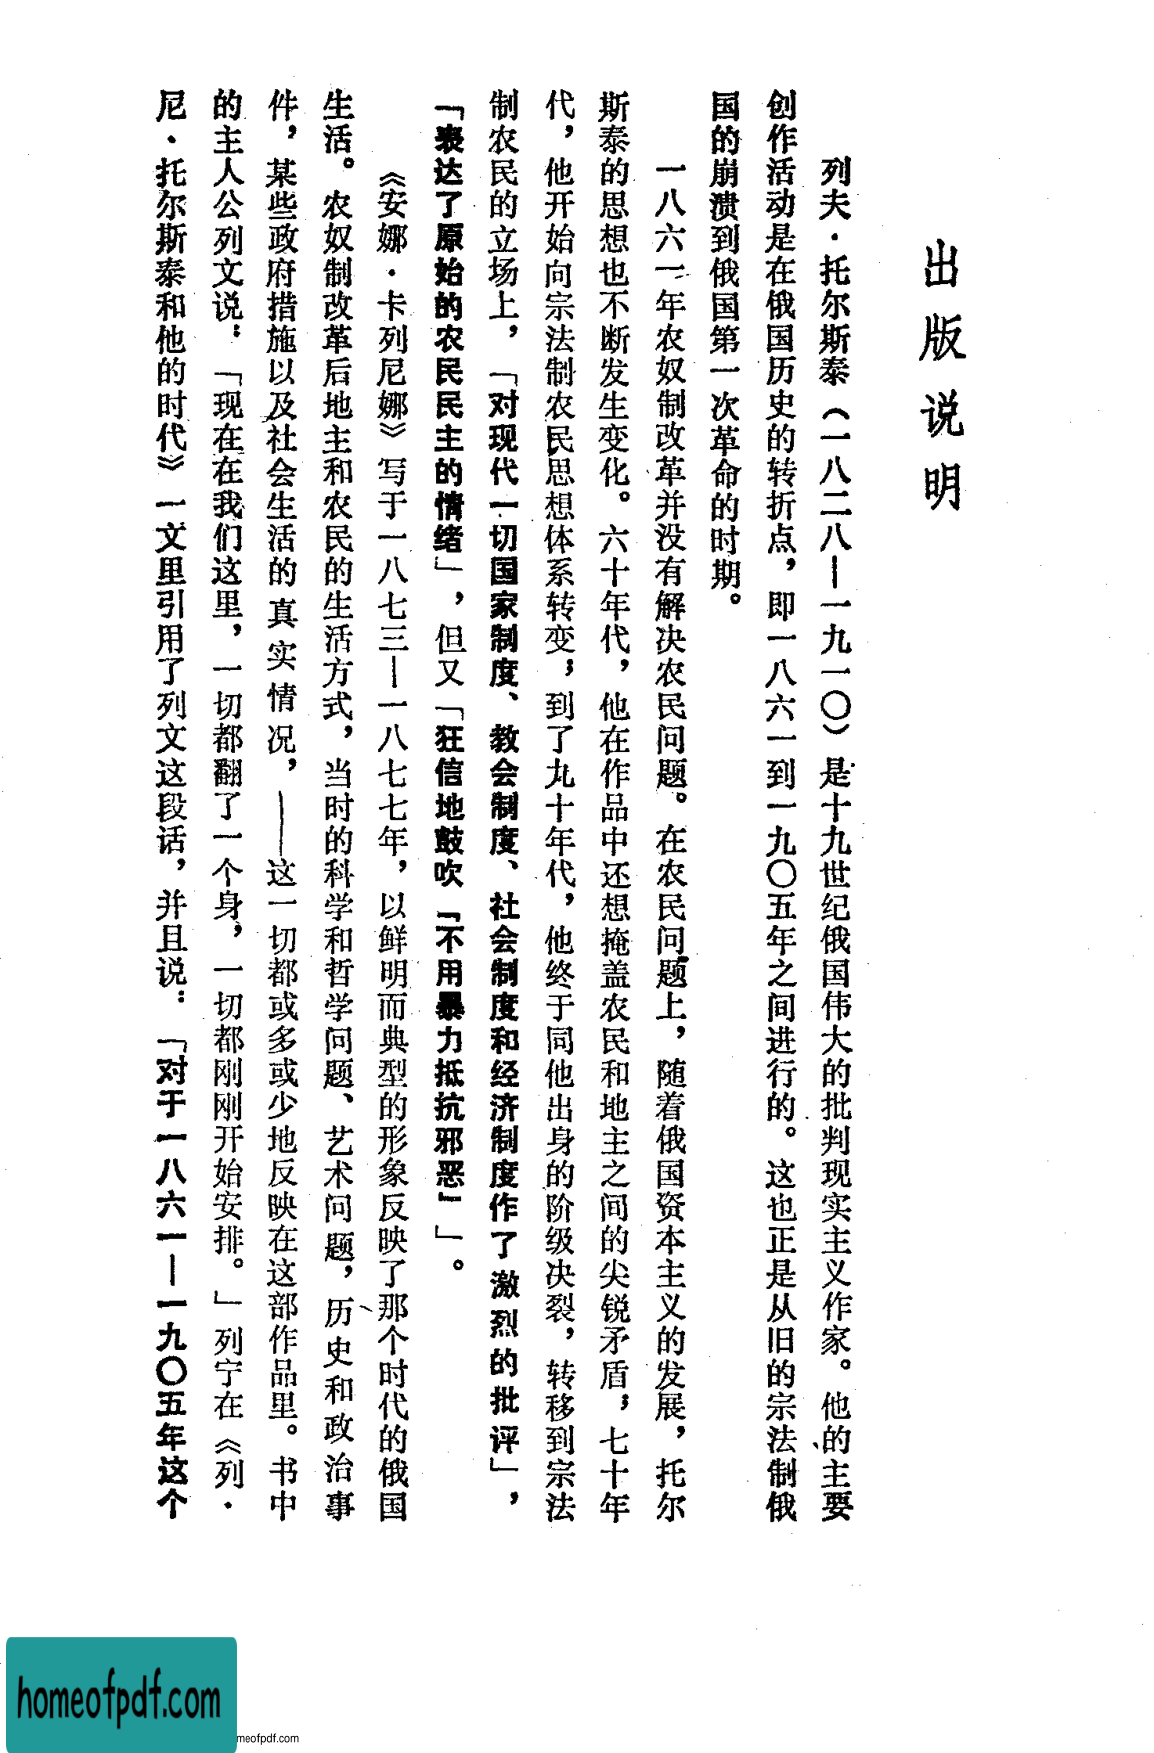 出版说明
列夫·托尔斯泰（一八二八—一九一〇）是十九世纪俄国伟大的批判现实主义作家。他的主要
创作活动是在俄国历史的转折点，即一八六一到一九〇五年之间进行的。这也正是从旧的宗法制俄
国的崩溃到俄国第一次革命的时期。
一八六一年农奴制改革并没有解决农民问题。在农民问题上，随着俄国资本主义的发展，托尔
斯泰的思想也不断发生变化。六十年代，他在作品中还想掩盖农民和地主之间的尖锐矛盾，七十年
代，他开始向宗法制农民思想体系转变，到了九十年代，他终于同他出身的阶级决裂，转移到宗法
制农民的立场上，「对现代一切国家制度、教会制度、社会制度和经济制度作了激烈的批评」，
「表达了原始的农民民主的情绪」，但又「狂信地鼓吹「不用暴力抵抗邪恶」」。
《安娜·卡列尼娜》写于一八七三—一八七七年，以鲜明而典型的形象反映了那个时代的俄国
生活。农奴制改革后地主和农民的生活方式，当时的科学和哲学问题、艺术问题，历史和政治事
件，某些政府措施以及社会生活的真实情况，——这一切都或多或少地反映在这部作品里。书中
的主人公列文说：「现在在我们这里，一切都翻了一个身，一切都刚刚开始安排。」列宁在《列·
尼·托尔斯泰和他的时代》一文里引用了列文这段话，并且说：「对于一八六一—一九〇五年这个
homeofpdf.com
meofpdf.com